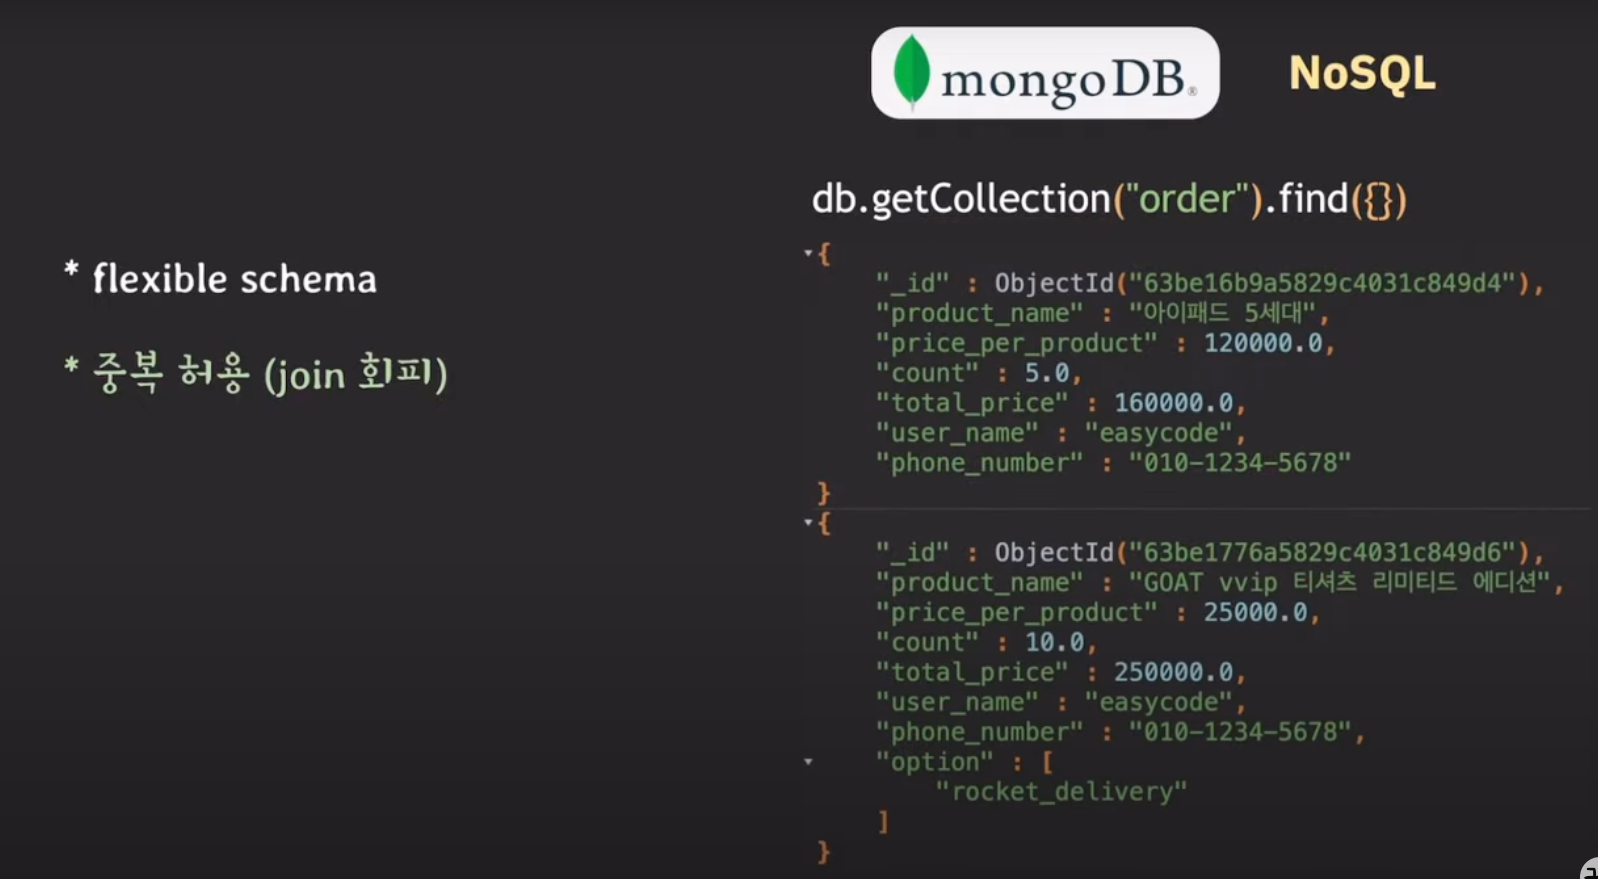 mongoDB®
NoSQL
* flexible schema
* 중복 허용 (join 회피)
db.getCollection("order").find({})
{
"_id" : ObjectId("63be16b9a5829c4031c849d4"),
"product_name" : "아이패드 5세대",
"price_per_product" : 120000.0,
"count" : 5.0,
"total_price" : 160000.0,
"user_name" : "easycode",
"phone_number" : "010-1234-5678"
}
{
"_id" : ObjectId("63be1776a5829c4031c849d6"),
"product_name" : "GOAT vvip 티셔츠 리미티드 에디션",
"price_per_product" : 25000.0,
"count" : 10.0,
"total_price" : 250000.0,
"user_name" : "easycode",
"phone_number" : "010-1234-5678",
"option" : [
"rocket_delivery"
]
}